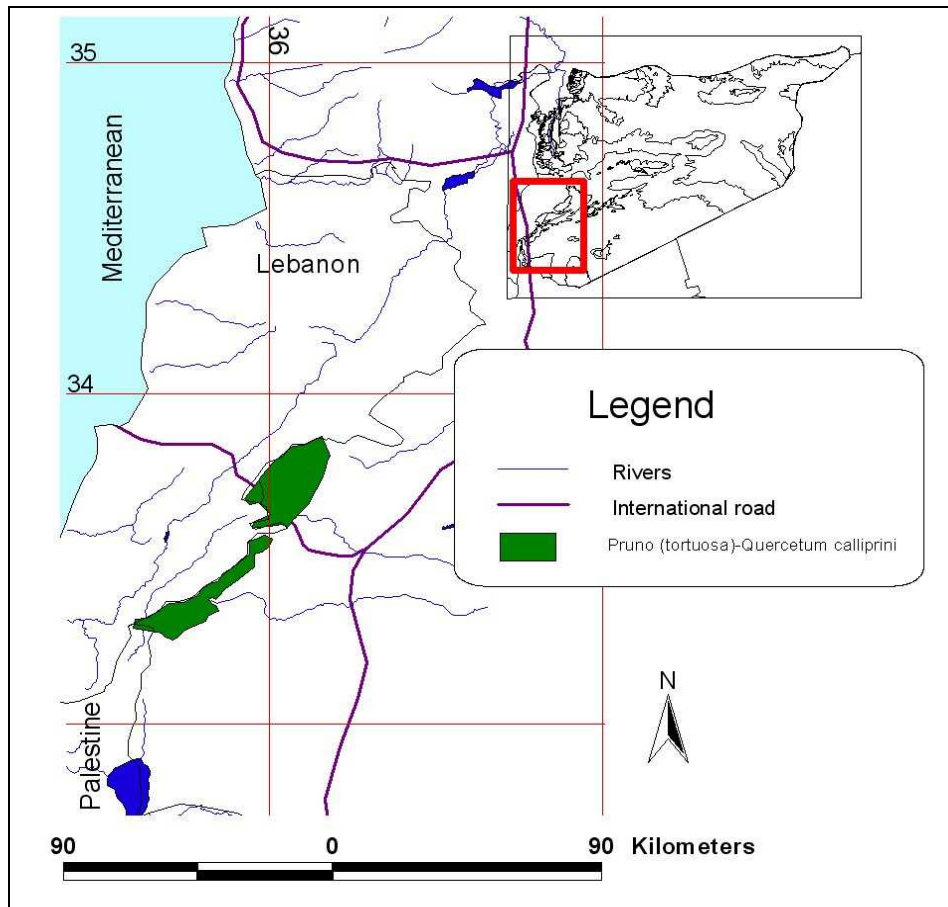 35
36
Mediterranean
Lebanon
34
Legend
Rivers
International road
Pruno (tortuosa)-Quercetum calliprini
N
Palestine
90 0 90 Kilometers